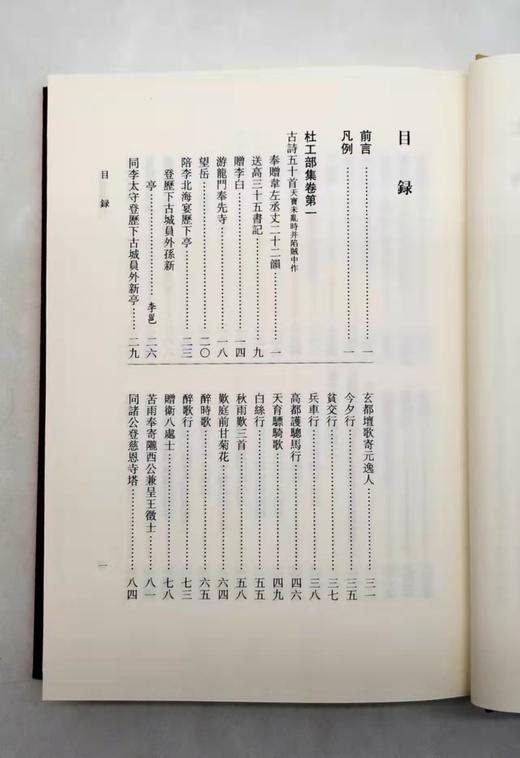 目録
前言……一
凡例……一
杜工部集卷第一
古詩五十首天寶未亂時并陷賊中作
奉贈韋左丞丈二十二韻……一
送高三十五書記……九
贈李白……一四
游龍門奉先寺……一八
望岳……二〇
陪李北海宴歷下亭……二三
登歷下古城員外孫新
亭……李邕 二六
同李太守登歷下古城員外新亭……二九
玄都壇歌寄元逸人……三一
今夕行……三五
貧交行……三七
兵車行……三八
高都護驄馬行……四六
天育驃騎歌……四九
白絲行……五五
秋雨歎三首……五八
歎庭前甘菊花……六四
醉時歌……六五
醉歌行……七三
贈衛八處士……七八
苦雨奉寄隴西公兼呈王徵士……八一
同諸公登慈恩寺塔……八四
目録
一